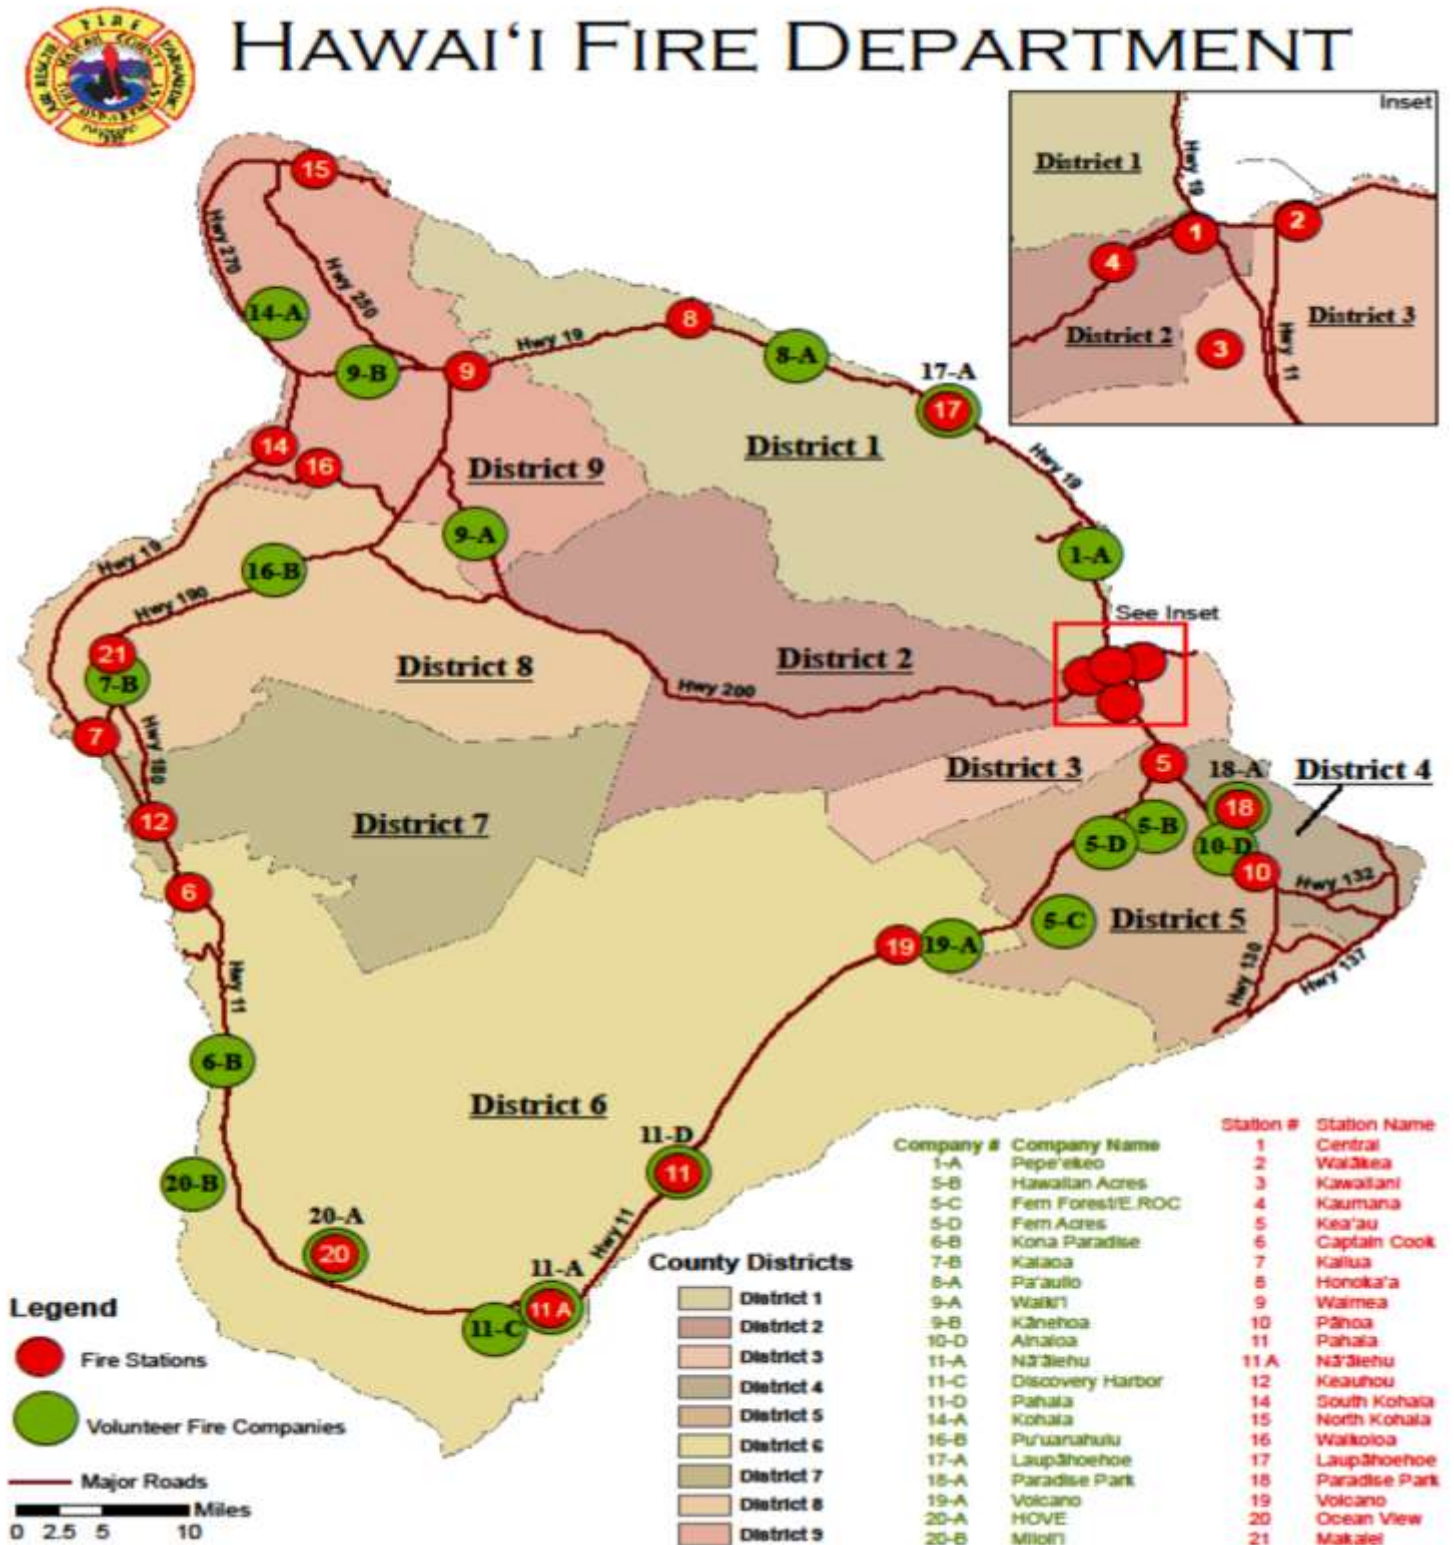 HAWAI‘I FIRE DEPARTMENT
FIRE
Inset
District 1
Hwy 19
1
2
4
District 2
3
District 3
Hwy 11
15
Hwy 270
Hwy 250
14-A
9-B
9
Hwy 19
8
8-A
17-A
17
14
16
District 9
District 1
Hwy 19
9-A
1-A
16-B
Hwy 19
Hwy 190
See Inset
21
7-B
District 8
District 2
Hwy 200
7
Hwy 180
12
District 7
District 3
5
18-A
District 4
18
5-B
5-D
10-D
10
Hwy 132
6
19
19-A
5-C
District 5
Hwy 130
Hwy 137
Hwy 11
6-B
District 6
11-D
11
20-B
20-A
20
Hwy 11
11-A
11 A
11-C
Company # Company Name
1-A Pepe'ekeo
5-B Hawaiian Acres
5-C Fern Forest/E.ROC
5-D Fern Acres
6-B Kona Paradise
7-B Kalaoa
8-A Pa'auilo
9-A Waiki'i
9-B Kānehoa
10-D Ainaloa
11-A Nā'ālehu
11-C Discovery Harbor
11-D Pahala
14-A Kohala
16-B Pu'uanahulu
17-A Laupāhoehoe
18-A Paradise Park
19-A Volcano
20-A HOVE
20-B Miloli'i
Station # Station Name
1 Central
2 Waiākea
3 Kawailani
4 Kaumana
5 Kea'au
6 Captain Cook
7 Kailua
8 Honoka'a
9 Waimea
10 Pāhoa
11 Pahala
11 A Nā'ālehu
12 Keauhou
14 South Kohala
15 North Kohala
16 Waikoloa
17 Laupāhoehoe
18 Paradise Park
19 Volcano
20 Ocean View
21 Makalei
County Districts
District 1
District 2
District 3
District 4
District 5
District 6
District 7
District 8
District 9
Legend
Fire Stations
Volunteer Fire Companies
Major Roads
Miles
0 2.5 5 10